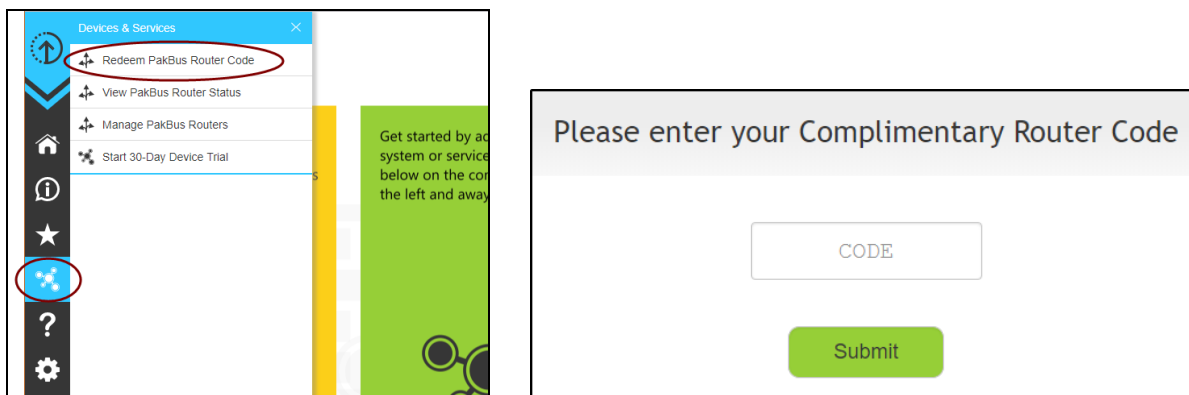 Devices & Services
Redeem PakBus Router Code
View PakBus Router Status
Manage PakBus Routers
Start 30-Day Device Trial
s
Get started by ac
system or service
below on the cor
the left and away
Please enter your Complimentary Router Code
CODE
Submit